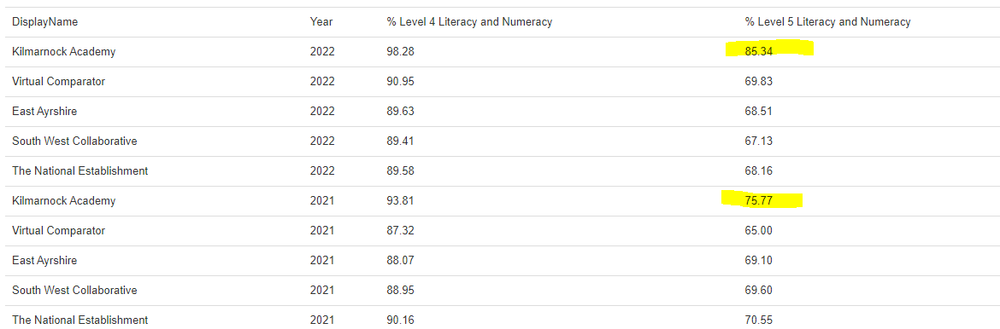 DisplayName Year % Level 4 Literacy and Numeracy % Level 5 Literacy and Numeracy
Kilmarnock Academy 2022 98.28 85.34
Virtual Comparator 2022 90.95 69.83
East Ayrshire 2022 89.63 68.51
South West Collaborative 2022 89.41 67.13
The National Establishment 2022 89.58 68.16
Kilmarnock Academy 2021 93.81 75.77
Virtual Comparator 2021 87.32 65.00
East Ayrshire 2021 88.07 69.10
South West Collaborative 2021 88.95 69.60
The National Establishment 2021 90.16 70.55